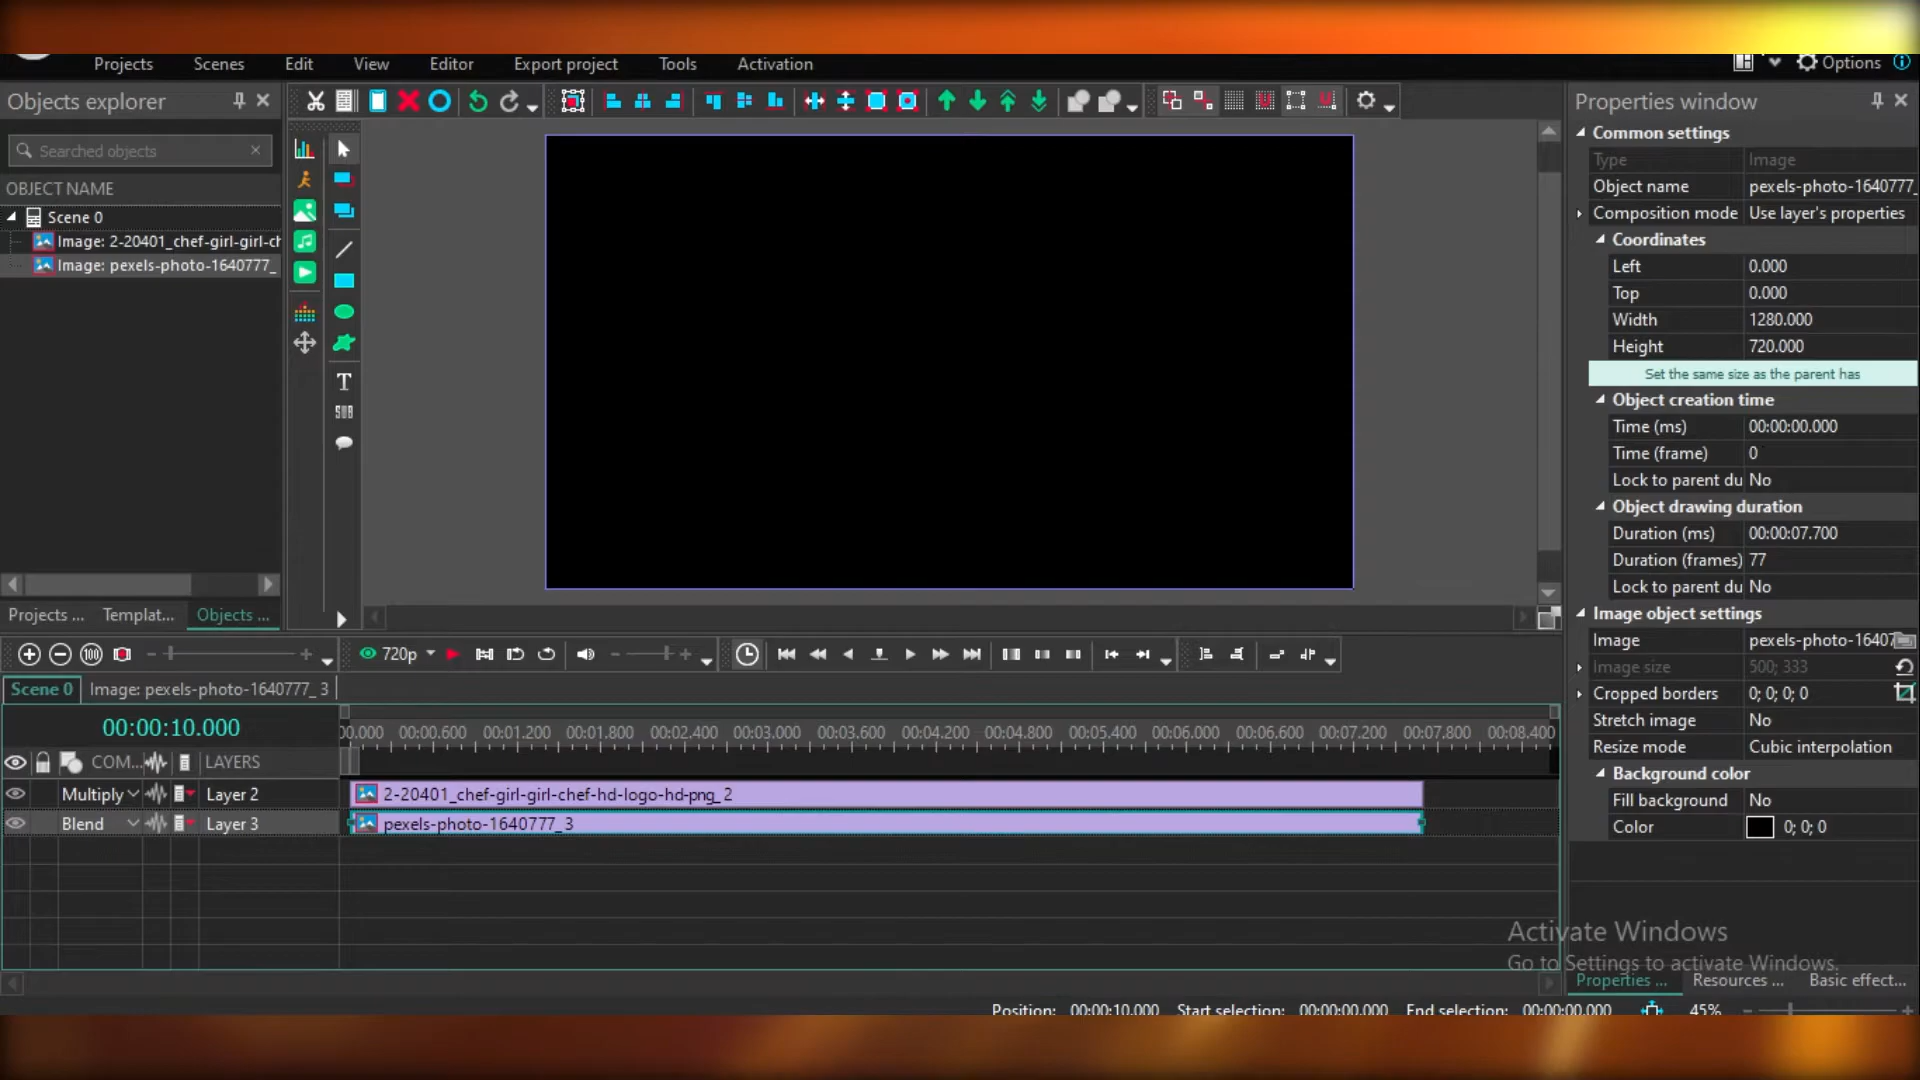 Projects Scenes Edit View Editor Export project Tools Activation Options
Objects explorer
Searched objects
OBJECT NAME
Scene 0
Image: 2-20401_chef-girl-girl-ch
Image: pexels-photo-1640777_
Projects ... Templat... Objects ...
T
SUB
Properties window
Common settings
Type Image
Object name pexels-photo-1640777_
Composition mode Use layer's properties
Coordinates
Left 0.000
Top 0.000
Width 1280.000
Height 720.000
Set the same size as the parent has
Object creation time
Time (ms) 00:00:00.000
Time (frame) 0
Lock to parent du No
Object drawing duration
Duration (ms) 00:00:07.700
Duration (frames) 77
Lock to parent du No
Image object settings
Image pexels-photo-1640
Image size 500; 333
Cropped borders 0; 0; 0; 0
Stretch image No
Resize mode Cubic interpolation
Background color
Fill background No
Color 0; 0; 0
Properties ... Resources ... Basic effect...
100 720p
Scene 0 Image: pexels-photo-1640777_ 3
00:00:10.000
00.000 00:00.600 00:01.200 00:01.800 00:02.400 00:03.000 00:03.600 00:04.200 00:04.800 00:05.400 00:06.000 00:06.600 00:07.200 00:07.800 00:08.400
COM... LAYERS
Multiply Layer 2 2-20401_chef-girl-girl-chef-hd-logo-hd-png_2
Blend Layer 3 pexels-photo-1640777_3
Activate Windows
Go to Settings to activate Windows.
Position: 00:00:10.000 Start selection: 00:00:00.000 End selection: 00:00:00.000 45%